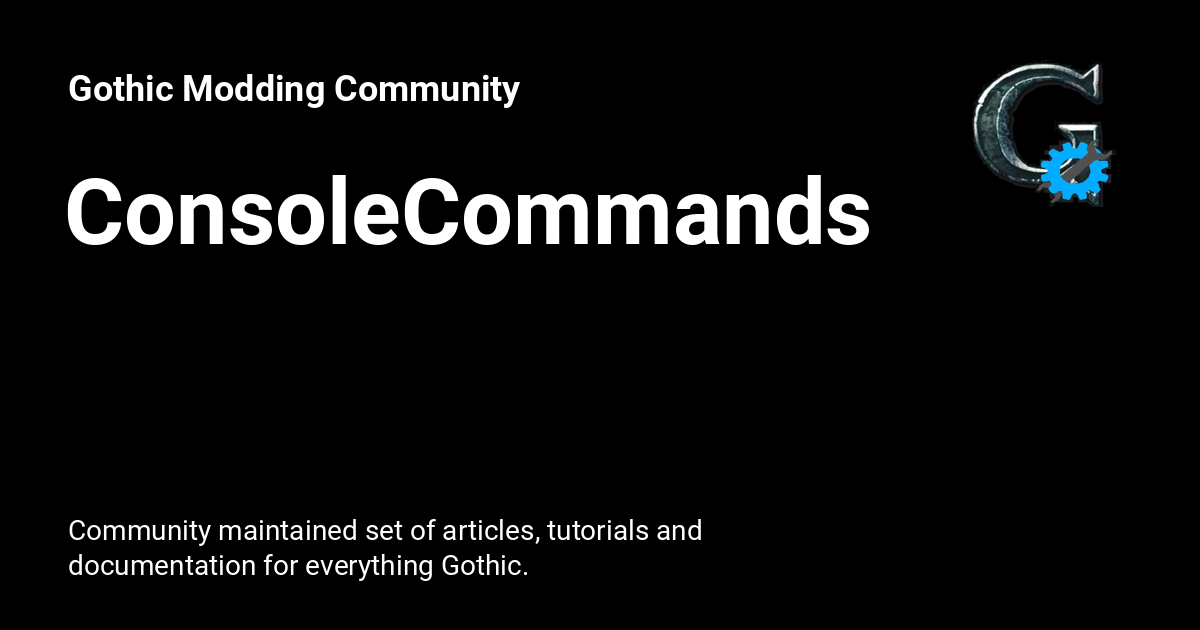 Gothic Modding Community
ConsoleCommands
Community maintained set of articles, tutorials and
documentation for everything Gothic.